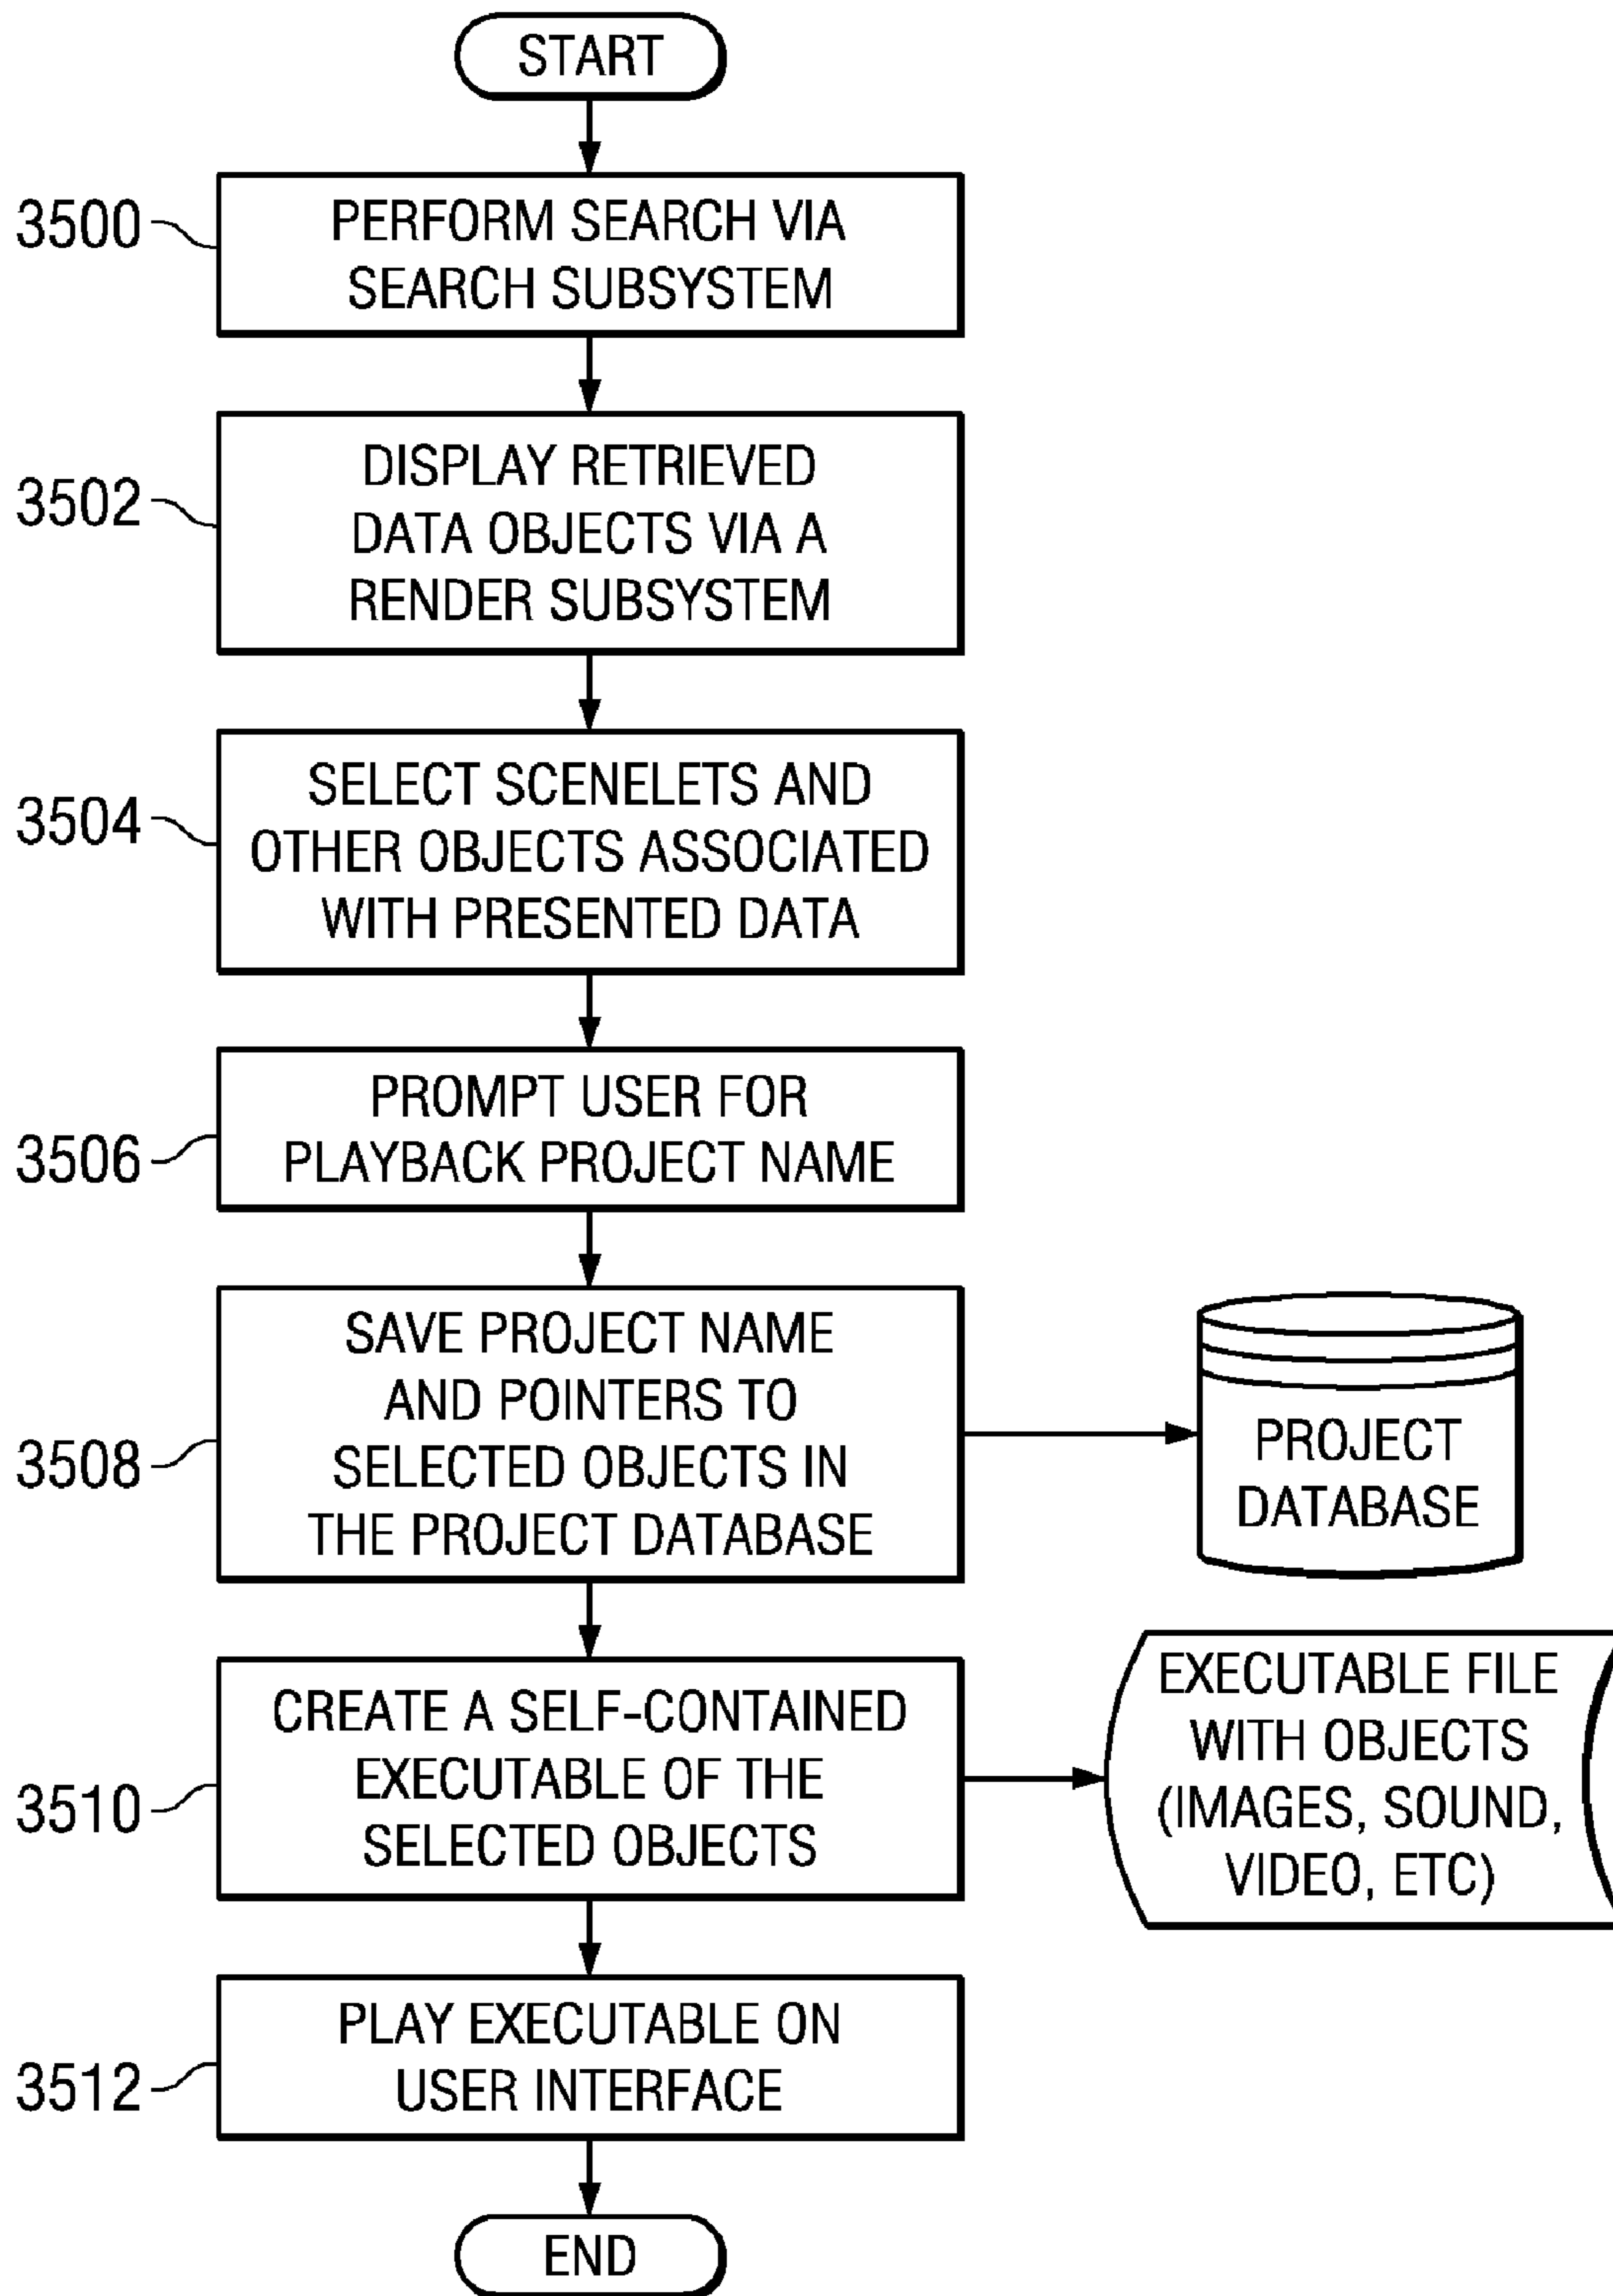 START
3500
PERFORM SEARCH VIA
SEARCH SUBSYSTEM
3502
DISPLAY RETRIEVED
DATA OBJECTS VIA A
RENDER SUBSYSTEM
3504
SELECT SCENELETS AND
OTHER OBJECTS ASSOCIATED
WITH PRESENTED DATA
3506
PROMPT USER FOR
PLAYBACK PROJECT NAME
3508
SAVE PROJECT NAME
AND POINTERS TO
SELECTED OBJECTS IN
THE PROJECT DATABASE
PROJECT
DATABASE
3510
CREATE A SELF-CONTAINED
EXECUTABLE OF THE
SELECTED OBJECTS
EXECUTABLE FILE
WITH OBJECTS
(IMAGES, SOUND,
VIDEO, ETC)
3512
PLAY EXECUTABLE ON
USER INTERFACE
END